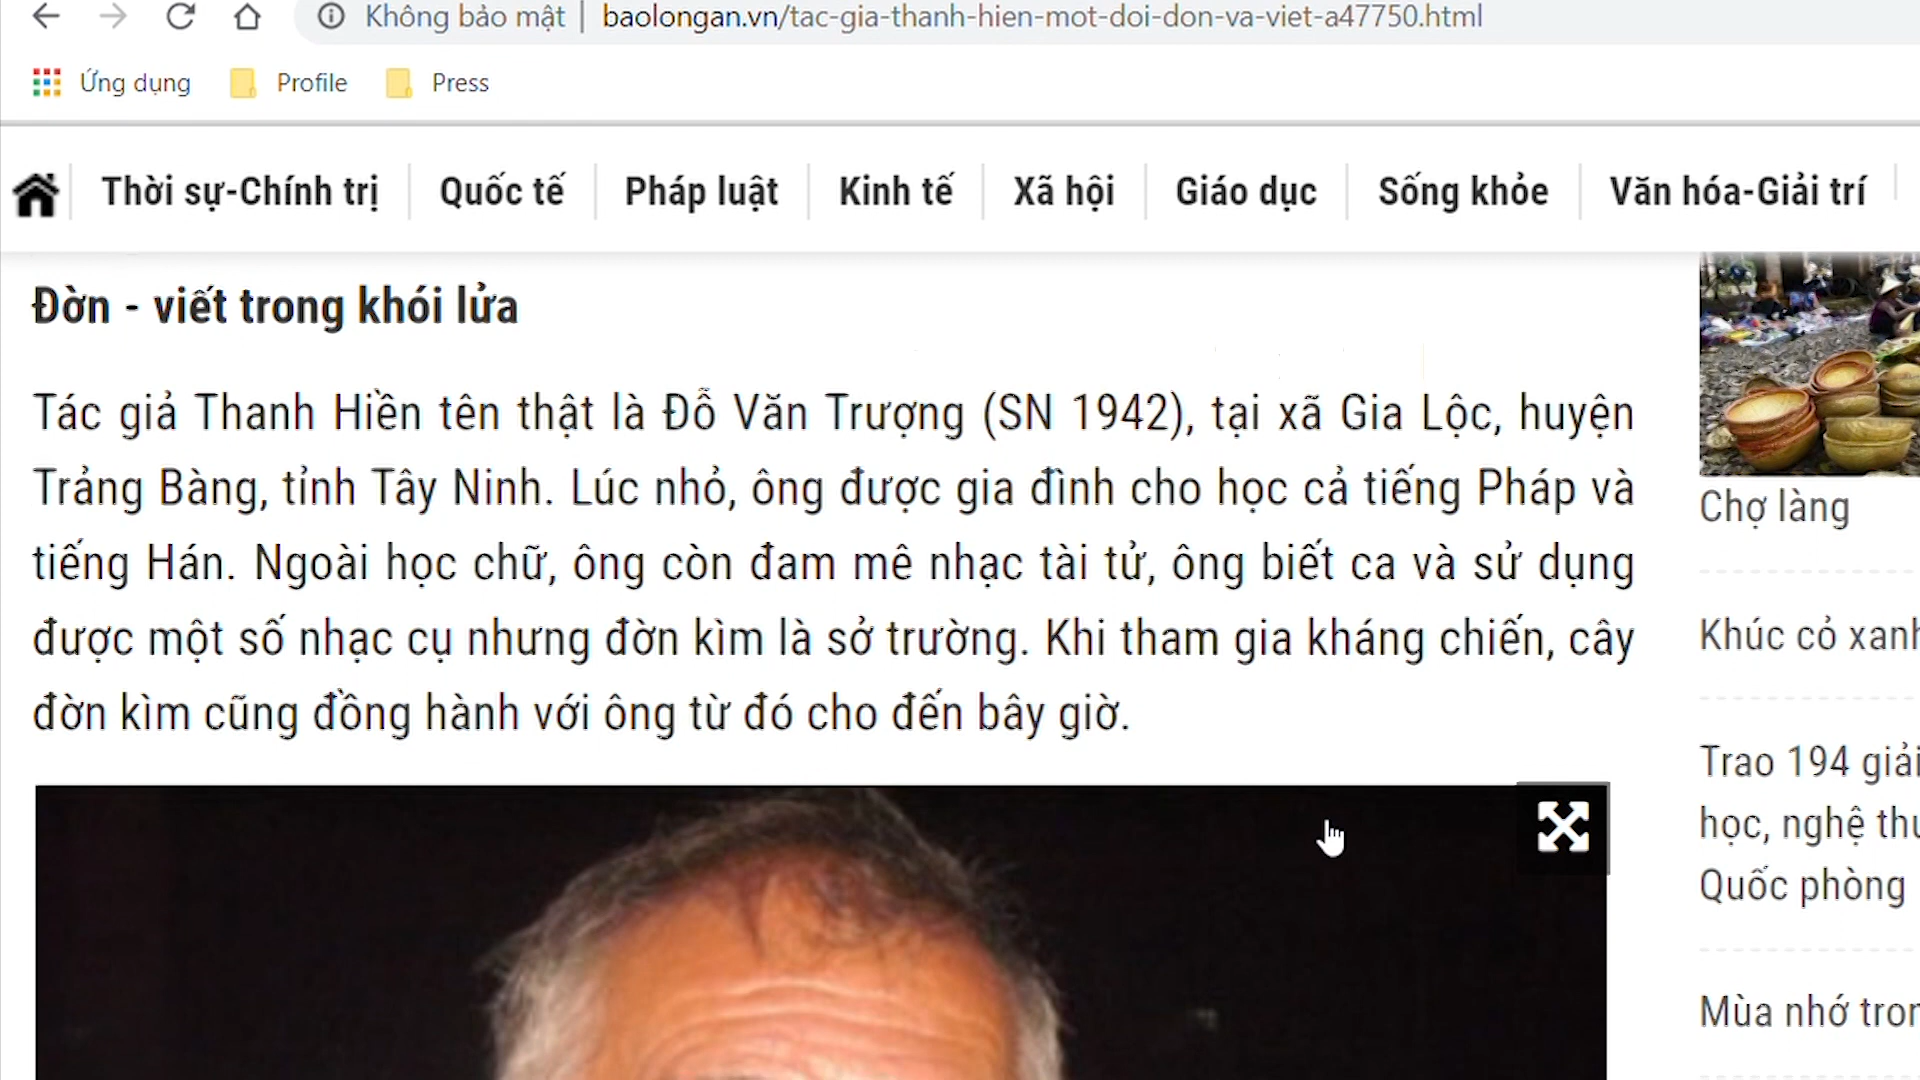 Không bảo mật | baolongan.vn/tac-gia-thanh-hien-mot-doi-don-va-viet-a47750.html
Ứng dụng Profile Press
Thời sự-Chính trị Quốc tế Pháp luật Kinh tế Xã hội Giáo dục Sống khỏe Văn hóa-Giải trí
Đờn - viết trong khói lửa
Tác giả Thanh Hiền tên thật là Đỗ Văn Trượng (SN 1942), tại xã Gia Lộc, huyện
Trảng Bàng, tỉnh Tây Ninh. Lúc nhỏ, ông được gia đình cho học cả tiếng Pháp và
tiếng Hán. Ngoài học chữ, ông còn đam mê nhạc tài tử, ông biết ca và sử dụng
được một số nhạc cụ nhưng đờn kìm là sở trường. Khi tham gia kháng chiến, cây
đờn kìm cũng đồng hành với ông từ đó cho đến bây giờ.
Chợ làng
Khúc cỏ xanh
Trao 194 giải
học, nghệ
Quốc phòng
Mùa nhớ